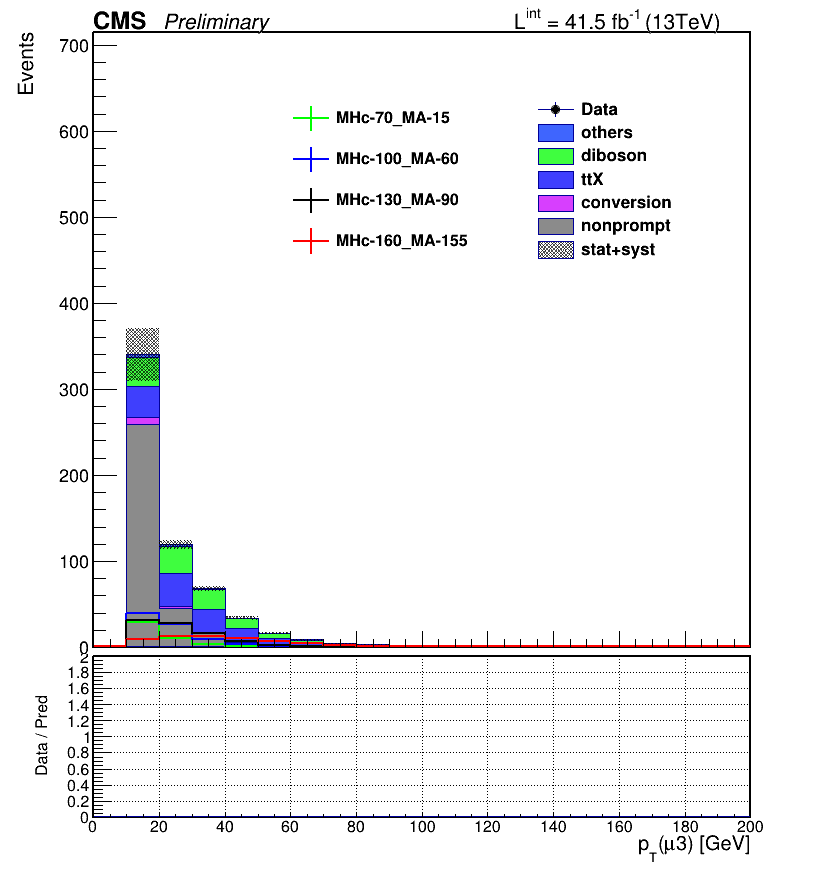 CMS Preliminary L^int = 41.5 fb^-1 (13TeV)
Events
700
600
500
400
300
200
100
0
MHc-70_MA-15
MHc-100_MA-60
MHc-130_MA-90
MHc-160_MA-155
Data
others
diboson
ttX
conversion
nonprompt
stat+syst
Data / Pred
2
1.8
1.6
1.4
1.2
1
0.8
0.6
0.4
0.2
0
0 20 40 60 80 100 120 140 160 180 200
p_T(μ3) [GeV]